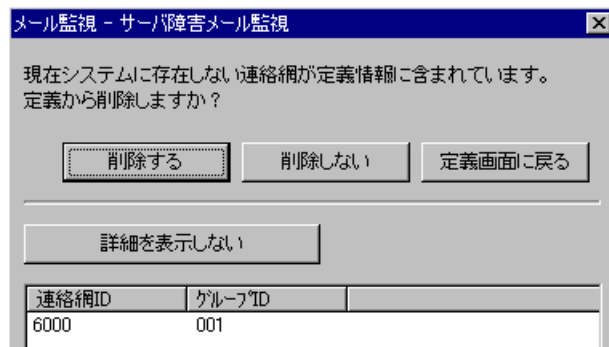 メール監視 - サーバ障害メール監視
現在システムに存在しない連絡網が定義情報に含まれています。
定義から削除しますか？
削除する 削除しない 定義画面に戻る
詳細を表示しない
連絡網ID グループID
6000 001